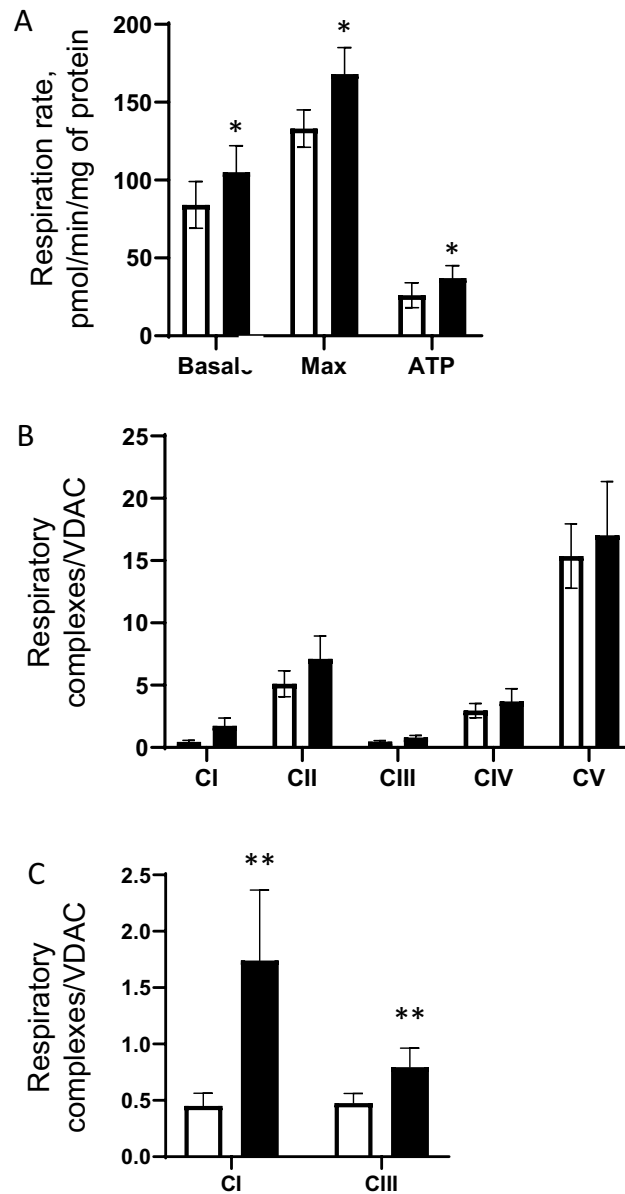 A
Respiration rate,
pmol/min/mg of protein
200
150
100
50
0
*
*
*
Basal
Max
ATP
B
Respiratory
complexes/VDAC
25
20
15
10
5
0
CI
CII
CIII
CIV
CV
C
Respiratory
complexes/VDAC
2.5
2.0
1.5
1.0
0.5
0.0
**
**
CI
CIII